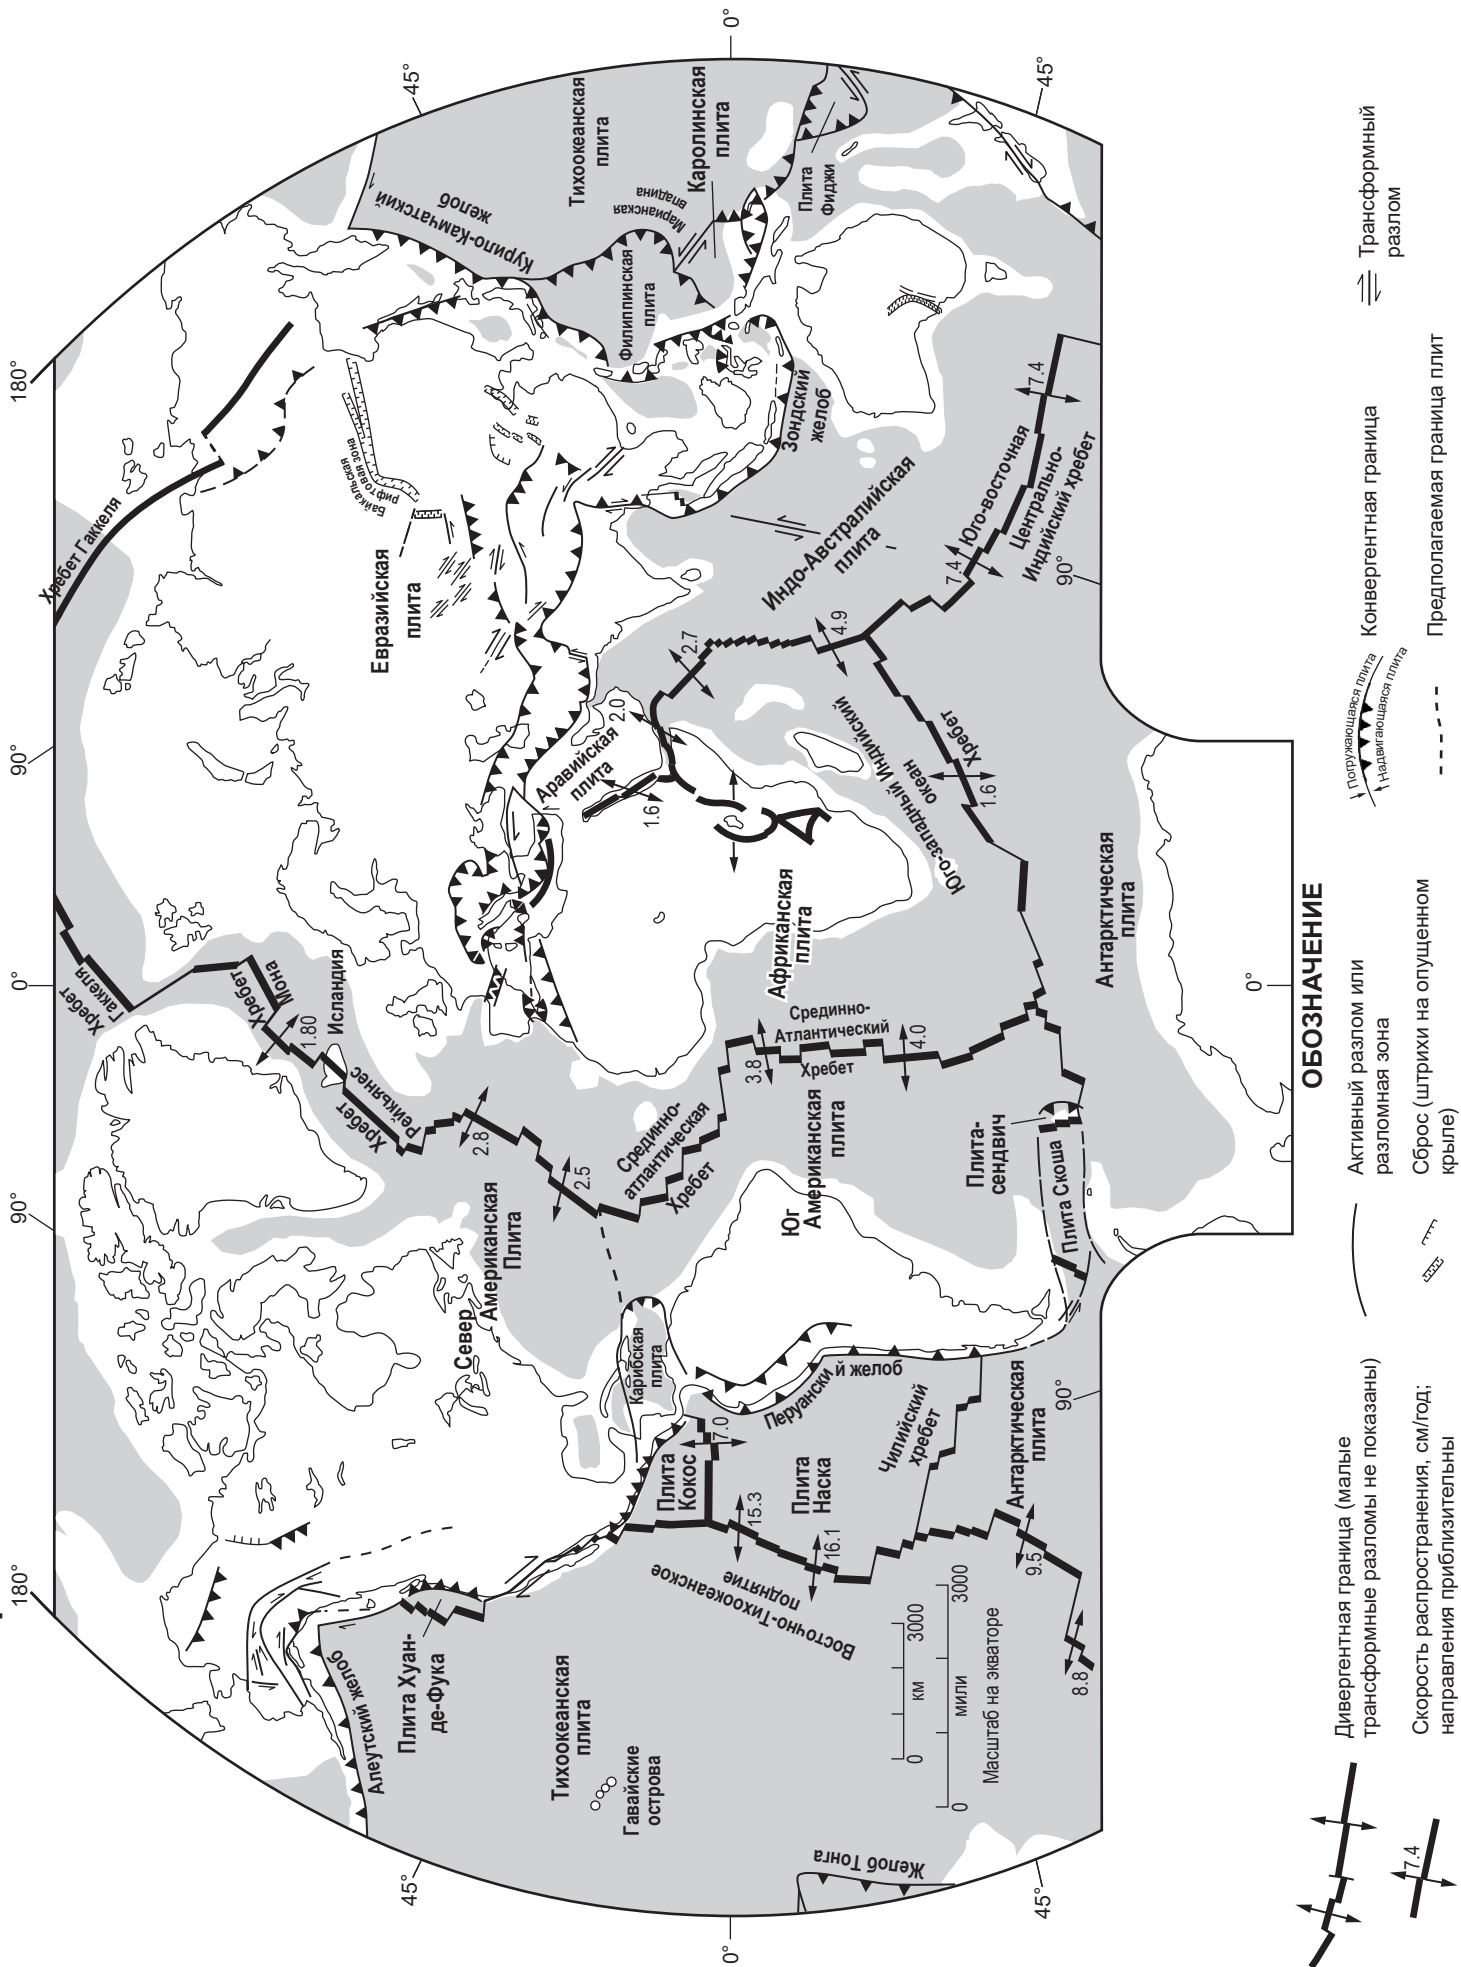 180°
90°
0°
90°
180°
45°
45°
0°
0°
45°
45°
90°
0°
90°
Хребет Гаккеля
Хребет
Гаккеля
Хребет
Мона
1.80
Исландия
Хребет
Рейкьянес
2.8
2.5
Срединно-
атлантическая
Хребет
Север
Американская
Плита
Алеутский желоб
Плита Хуан-
де-Фука
Тихоокеанская
плита
Гавайские
острова
Желоб Тонга
Карибская
плита
Плита
Кокос
7.0
15.3
16.1
Восточно-Тихоокеанское
поднятие
Плита
Наска
Перуански
й желоб
Чилийский
хребет
Антарктическая
плита
9.5
8.8
0
3000
км
0
3000
мили
Масштаб на экваторе
Юг
Американская
плита
3.8
Срединно-
Атлантический
Хребет
4.0
Плита-
сендвич
Плита Скоша
Африканская
плита
Антарктическая
плита
Евразийская
плита
Байкальская
рифтовая зона
Аравийская
плита
1.6
2.0
2.7
4.9
Юго-западный Индийский
океан
Хребет
1.6
Индо-Австралийская
плита
7.4
Юго-восточная
Центрально-
Индийский хребет
7.4
Зондский
желоб
Филиппинская
плита
Курило-Камчатский
желоб
Марианская
впадина
Тихоокеанская
плита
Каролинская
плита
Плита
Фиджи
ОБОЗНАЧЕНИЕ
Дивергентная граница (малые
трансформные разломы не показаны)
7.4
Скорость распространения, см/год;
направления приблизительны
Активный разлом или
разломная зона
Сброс (штрихи на опущенном
крыле)
Погружающаяся плита
Надвигающаяся плита
Конвергентная граница
Предполагаемая граница плит
Трансформный
разлом